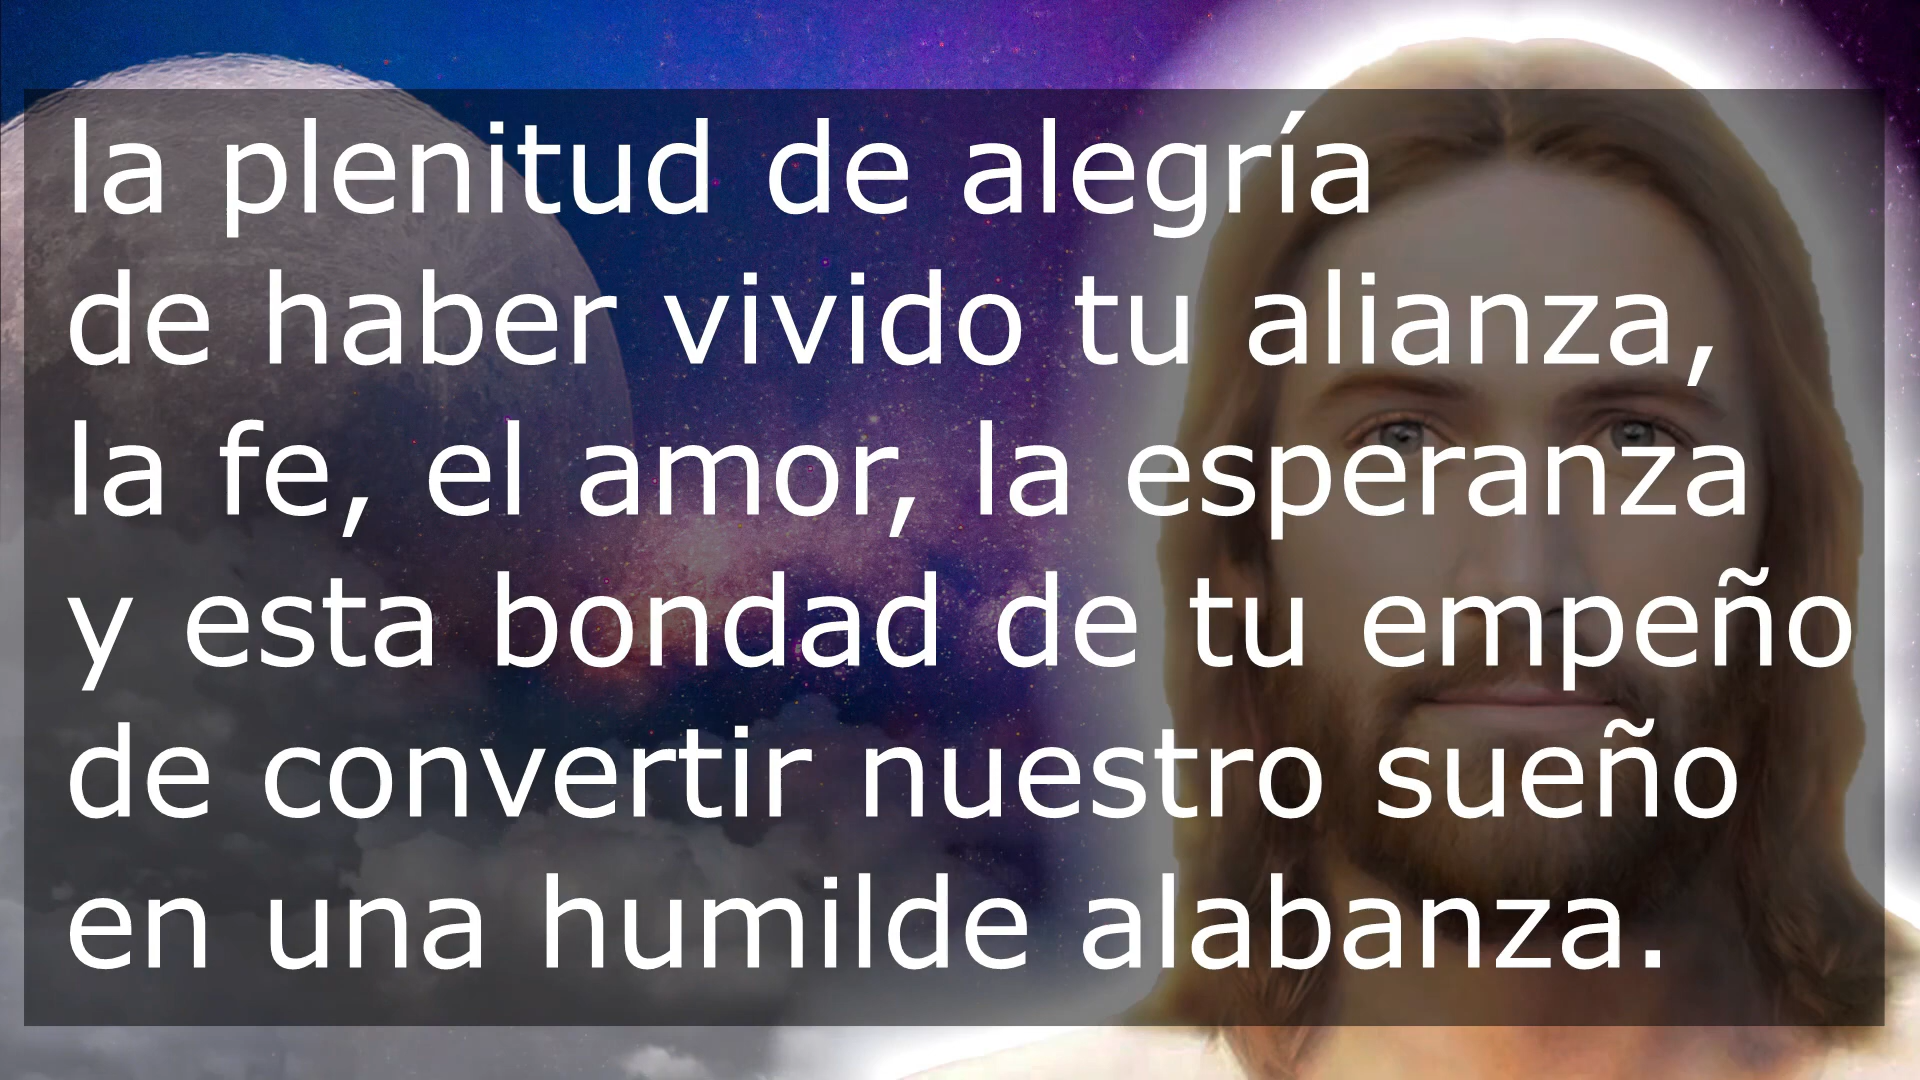 la plenitud de alegría
de haber vivido tu alianza,
la fe, el amor, la esperanza
y esta bondad de tu empeño
de convertir nuestro sueño
en una humilde alabanza.